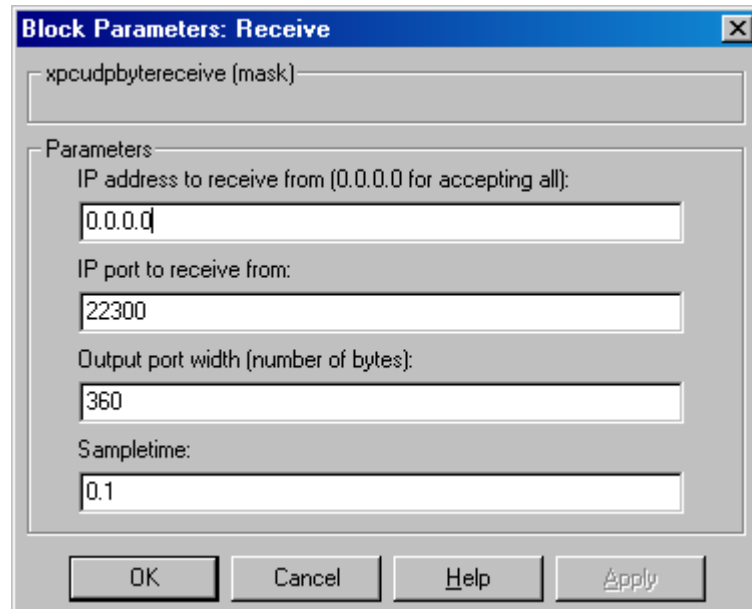 Block Parameters: Receive
xpcudpbytereceive (mask)
Parameters
IP address to receive from (0.0.0.0 for accepting all):
0.0.0.0
IP port to receive from:
22300
Output port width (number of bytes):
360
Sampletime:
0.1
OK Cancel Help Apply